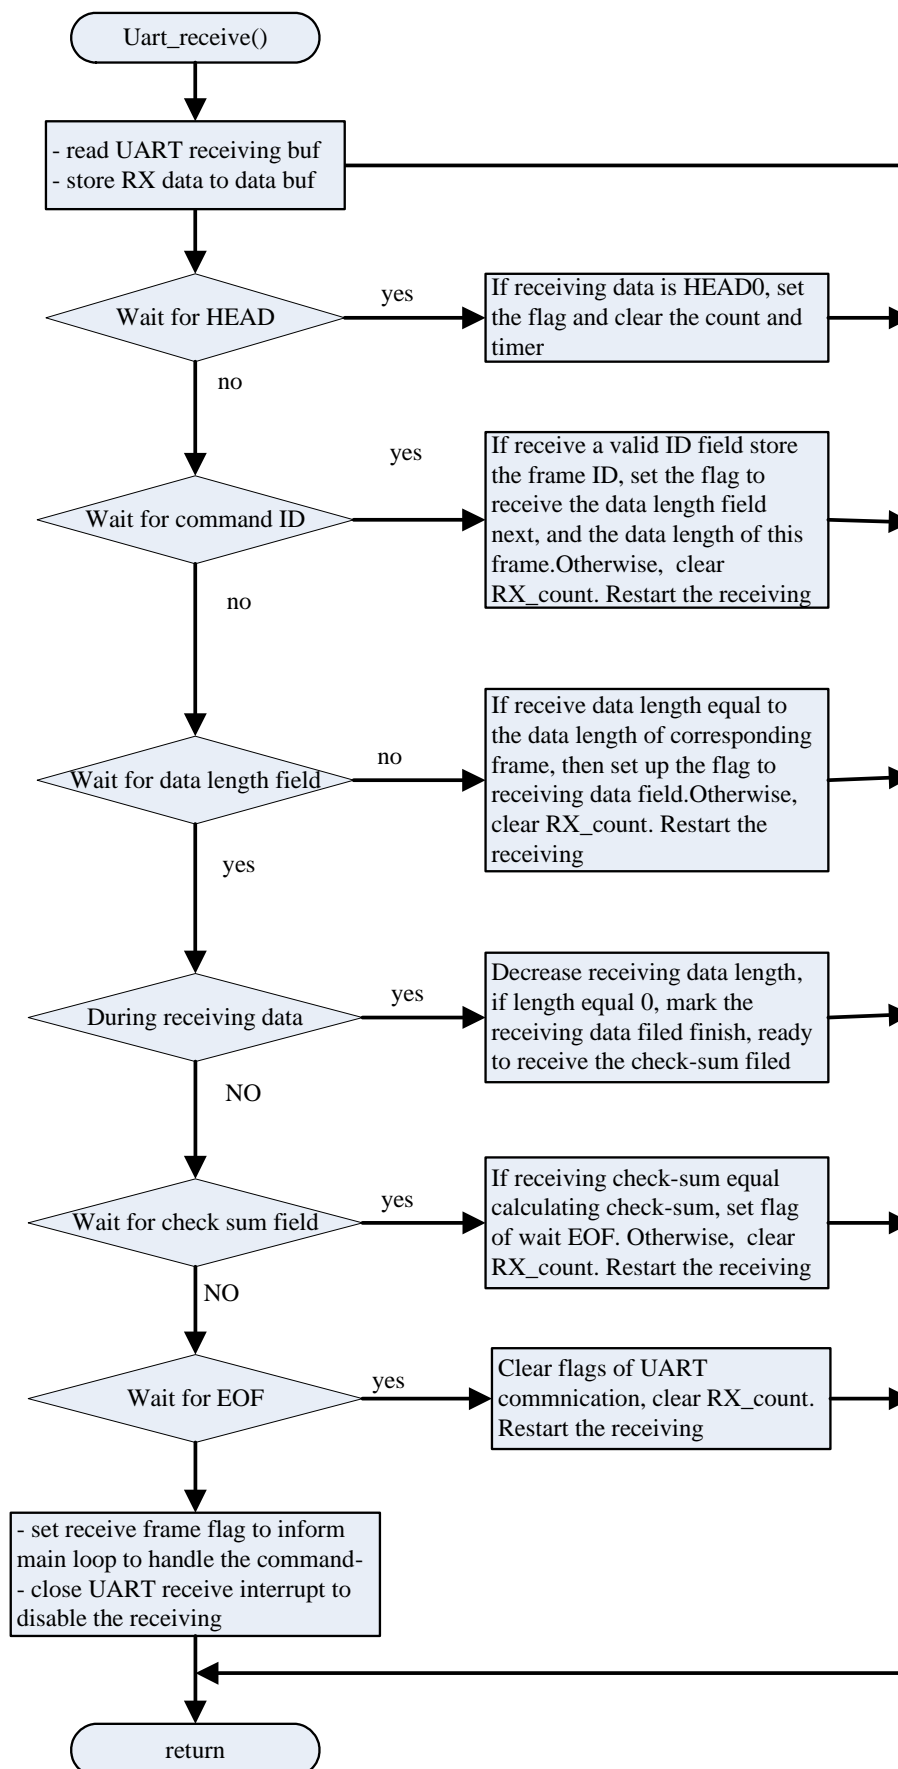 Uart_receive()
- read UART receiving buf
- store RX data to data buf
Wait for HEAD
yes
If receiving data is HEAD0, set
the flag and clear the count and
timer
no
Wait for command ID
yes
If receive a valid ID field store
the frame ID, set the flag to
receive the data length field
next, and the data length of this
frame.Otherwise, clear
RX_count. Restart the receiving
no
Wait for data length field
no
If receive data length equal to
the data length of corresponding
frame, then set up the flag to
receiving data field.Otherwise,
clear RX_count. Restart the
receiving
yes
During receiving data
yes
Decrease receiving data length,
if length equal 0, mark the
receiving data filed finish, ready
to receive the check-sum filed
NO
Wait for check sum field
yes
If receiving check-sum equal
calculating check-sum, set flag
of wait EOF. Otherwise, clear
RX_count. Restart the receiving
NO
Wait for EOF
yes
Clear flags of UART
commnication, clear RX_count.
Restart the receiving
- set receive frame flag to inform
main loop to handle the command-
- close UART receive interrupt to
disable the receiving
return